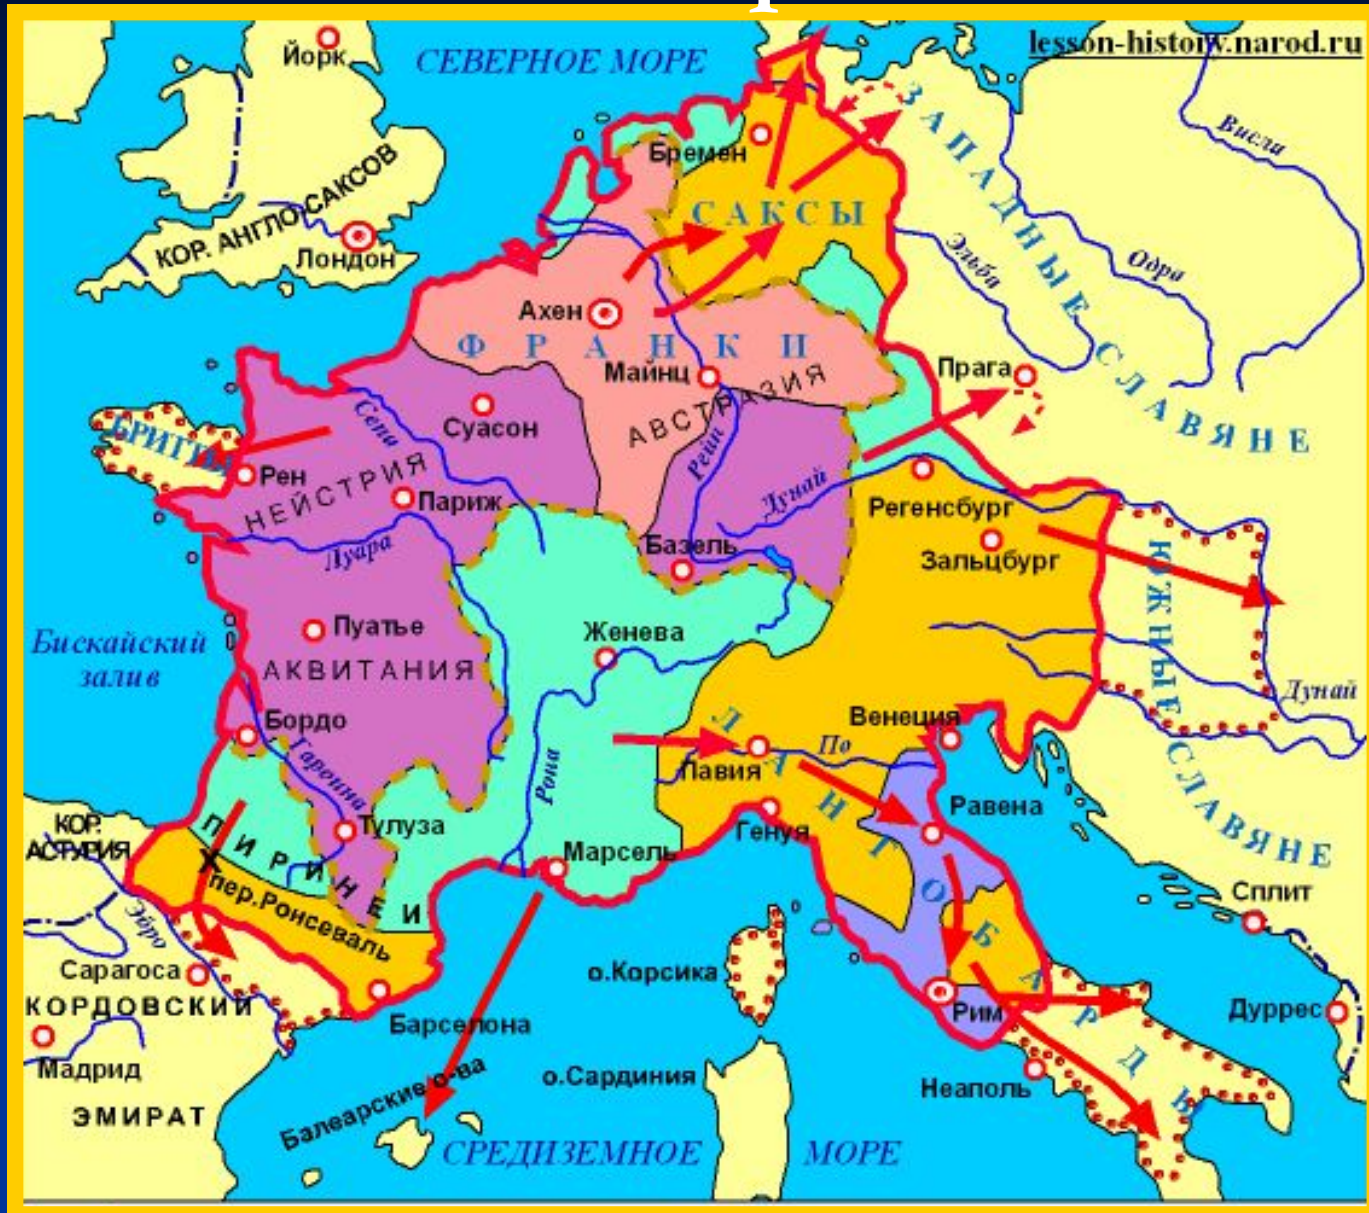 р
lesson-history.narod.ru
Йорк
СЕВЕРНОЕ МОРЕ
ЗАПАДНЫЕ СЛАВЯНЕ
Висла
Бремен
КОР. АНГЛО САКСОВ
САКСЫ
Лондон
Эльба
Одра
Ахен
ФРАНКИ
Майнц
АВСТРАЗИЯ
Прага
Сена
Суасон
БРИТТЫ
Рен
НЕЙСТРИЯ
Париж
Рейн
Дунай
Регенсбург
Луара
Базель
Зальцбург
ЮЖНЫЕ СЛАВЯНЕ
Бискайский
залив
Пуатье
АКВИТАНИЯ
Женева
Дунай
Бордо
Гаронна
Рона
ЛАНГОБАРДЫ
Венеция
По
Павия
Равена
Генуя
КОР.
АСТУРИЯ
ПИРИНЕИ
Тулуза
Марсель
пер.Ронсеваль
Эбро
Сплит
Сарагоса
о.Корсика
КОРДОВСКИЙ
Барселона
Рим
Дуррес
Мадрид
о.Сардиния
Неаполь
ЭМИРАТ
Балеарские о-ва
СРЕДИЗЕМНОЕ МОРЕ